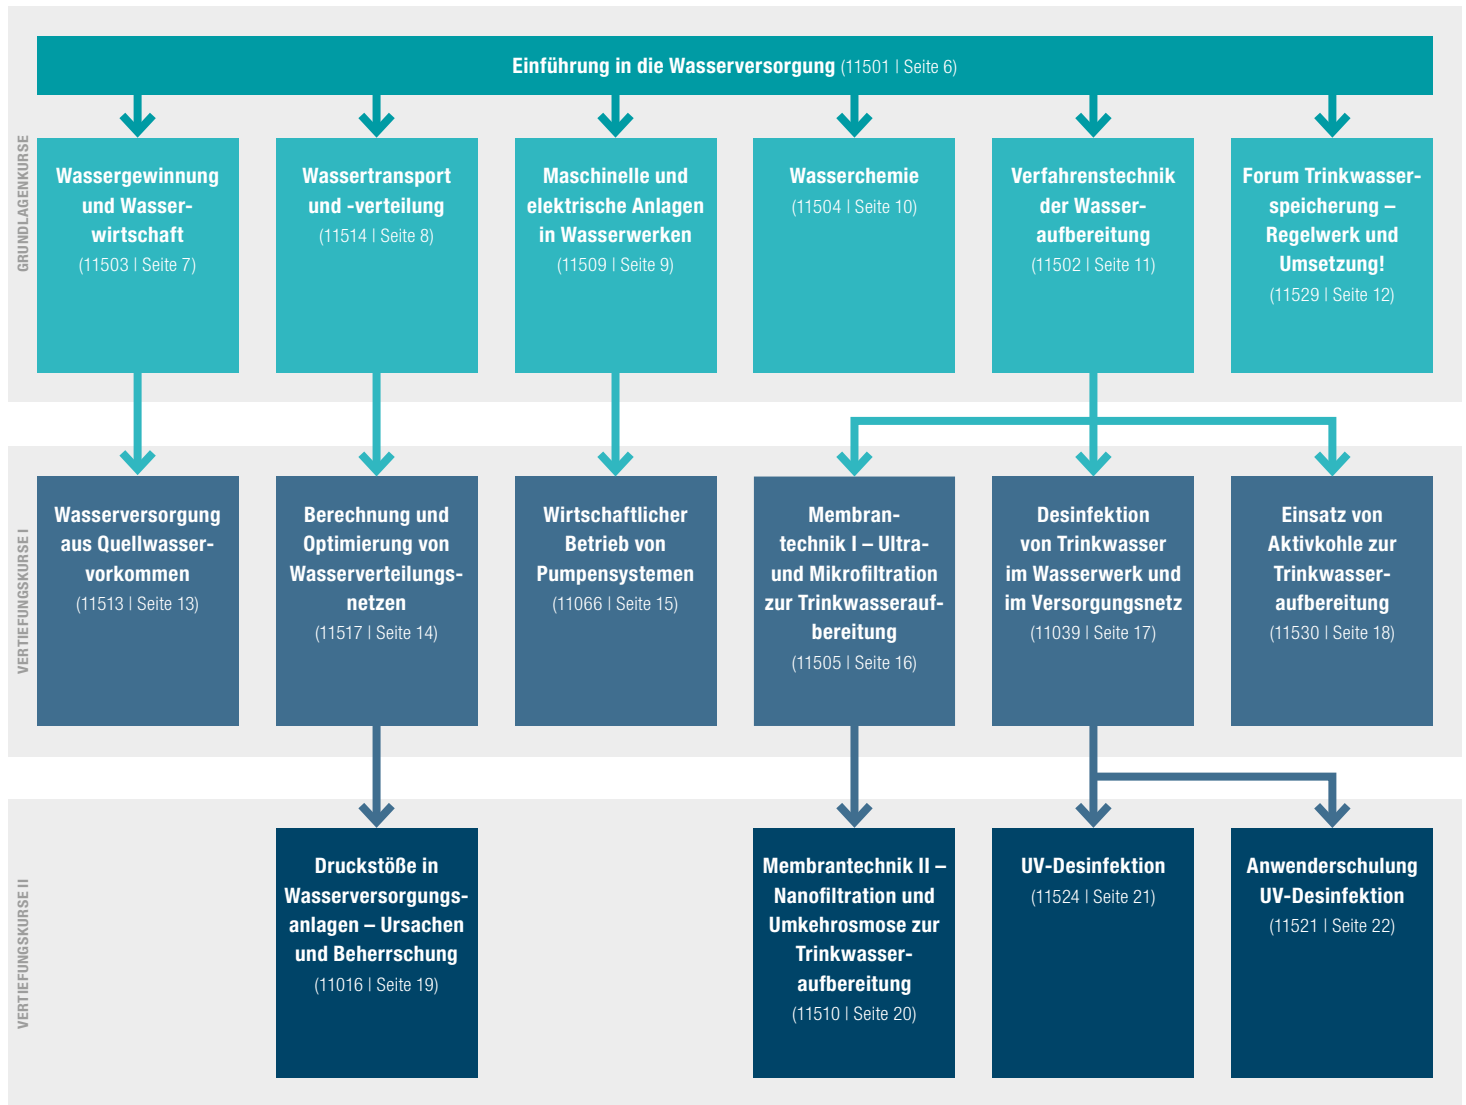 Einführung in die Wasserversorgung (11501 | Seite 6)
GRUNDLAGENKURSE
Wassergewinnung
und Wasser-
wirtschaft
(11503 | Seite 7)
Wassertransport
und -verteilung
(11514 | Seite 8)
Maschinelle und
elektrische Anlagen
in Wasserwerken
(11509 | Seite 9)
Wasserchemie
(11504 | Seite 10)
Verfahrenstechnik
der Wasser-
aufbereitung
(11502 | Seite 11)
Forum Trinkwasser-
speicherung –
Regelwerk und
Umsetzung!
(11529 | Seite 12)
VERTIEFUNGSKURSE I
Wasserversorgung
aus Quellwasser-
vorkommen
(11513 | Seite 13)
Berechnung und
Optimierung von
Wasserverteilungs-
netzen
(11517 | Seite 14)
Wirtschaftlicher
Betrieb von
Pumpensystemen
(11066 | Seite 15)
Membran-
technik I – Ultra-
und Mikrofiltration
zur Trinkwasserauf-
bereitung
(11505 | Seite 16)
Desinfektion
von Trinkwasser
im Wasserwerk und
im Versorgungsnetz
(11039 | Seite 17)
Einsatz von
Aktivkohle zur
Trinkwasser-
aufbereitung
(11530 | Seite 18)
VERTIEFUNGSKURSE II
Druckstöße in
Wasserversorgungs-
anlagen – Ursachen
und Beherrschung
(11016 | Seite 19)
Membrantechnik II –
Nanofiltration und
Umkehrosmose zur
Trinkwasser-
aufbereitung
(11510 | Seite 20)
UV-Desinfektion
(11524 | Seite 21)
Anwenderschulung
UV-Desinfektion
(11521 | Seite 22)